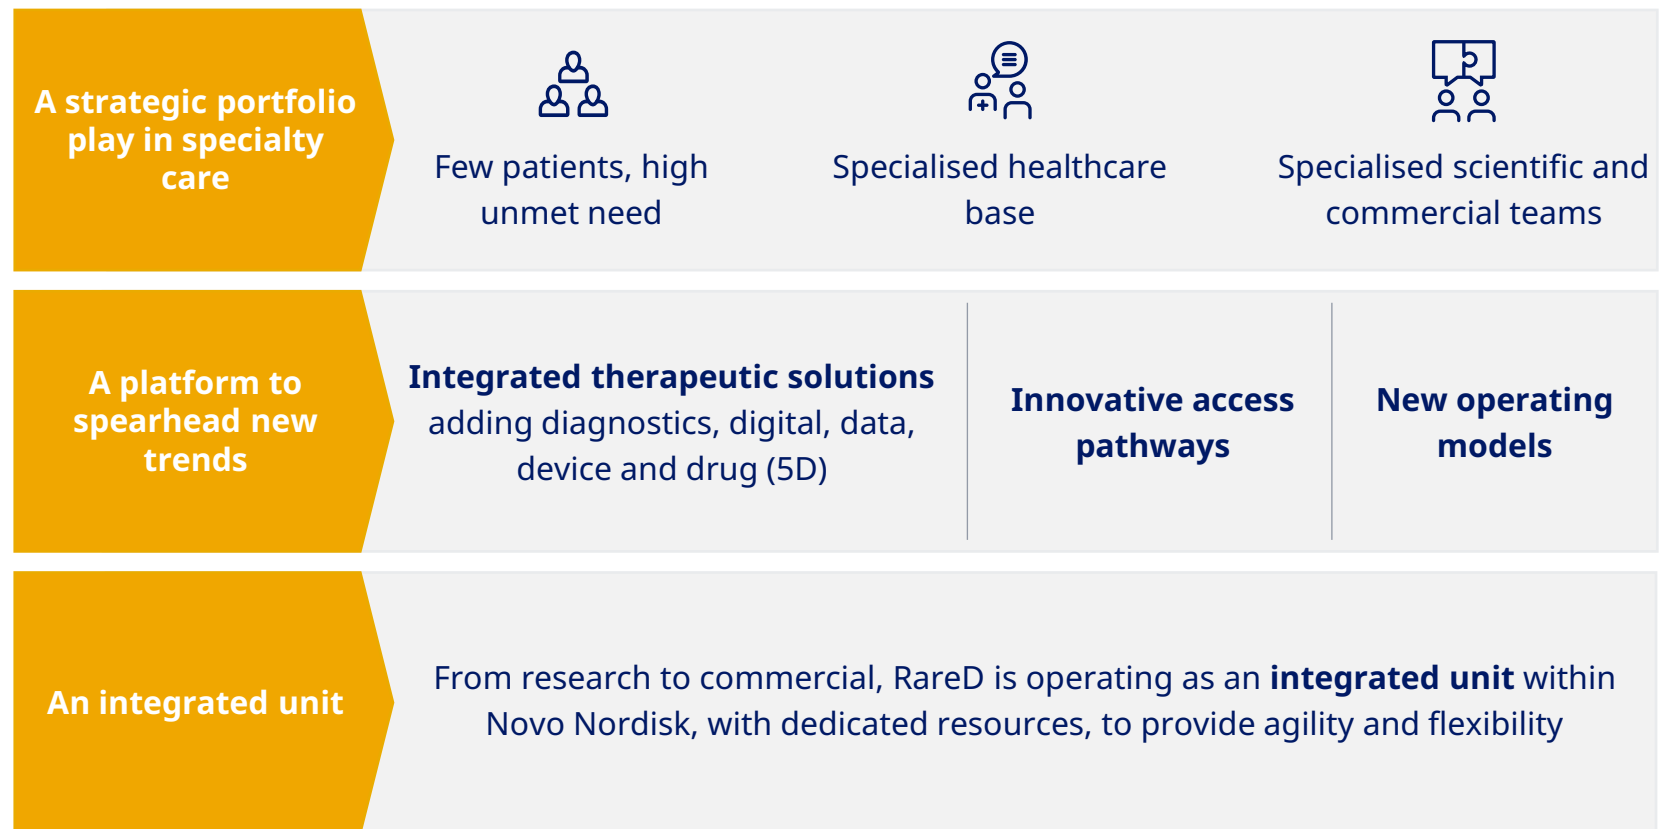 A strategic portfolio
play in specialty
care
Few patients, high
unmet need
Specialised healthcare
base
Specialised scientific and
commercial teams
A platform to
spearhead new
trends
Integrated therapeutic solutions
adding diagnostics, digital, data,
device and drug (5D)
Innovative access
pathways
New operating
models
An integrated unit
From research to commercial, RareD is operating as an integrated unit within
Novo Nordisk, with dedicated resources, to provide agility and flexibility